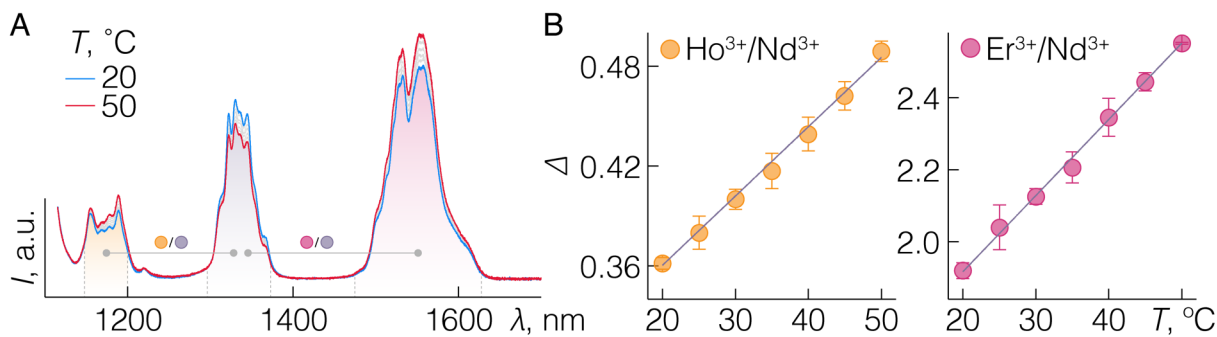 A
T, °C
20
50
I, a.u.
/
/
1200
1400
1600
λ, nm
B
Ho³⁺/Nd³⁺
Δ
0.48
0.42
0.36
20
30
40
50
Er³⁺/Nd³⁺
2.4
2.2
2.0
20
30
40
T, °C